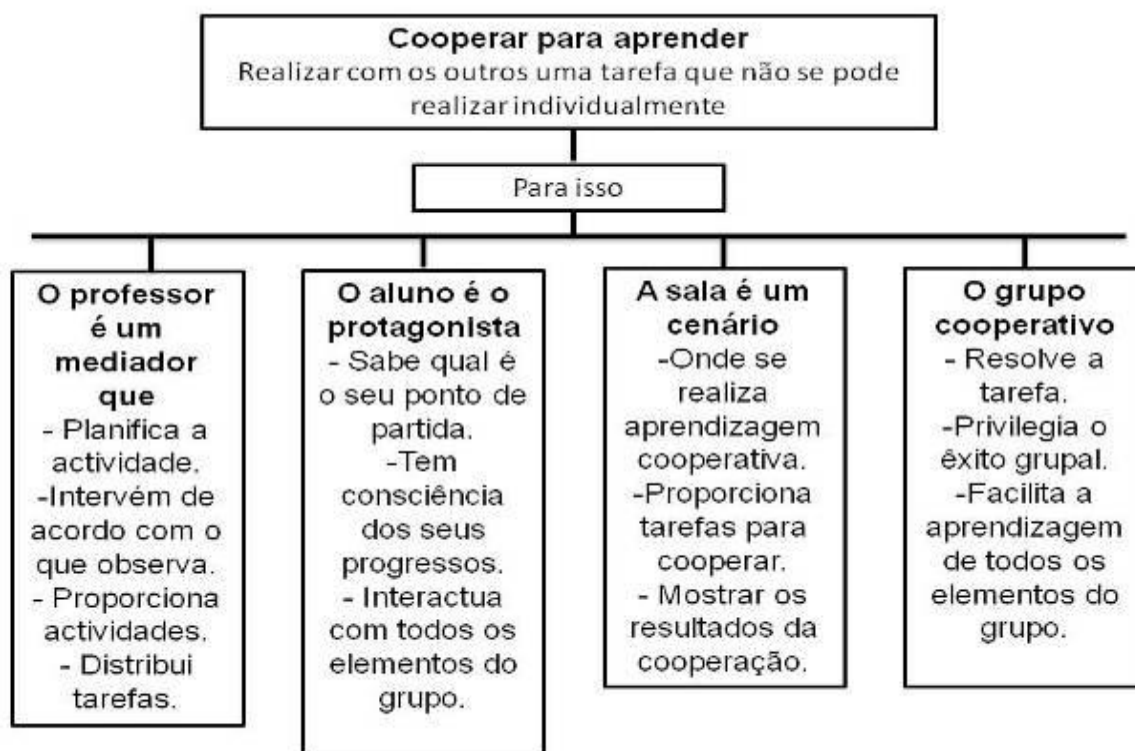 Cooperar para aprender
Realizar com os outros uma tarefa que não se pode
realizar individualmente
Para isso
O professor
é um
mediador
que
- Planifica a
actividade.
-Intervém de
acordo com o
que observa.
- Proporciona
actividades.
- Distribui
tarefas.
O aluno é o
protagonista
- Sabe qual é
o seu ponto de
partida.
-Tem
consciência
dos seus
progressos.
- Interactua
com todos os
elementos do
grupo.
A sala é um
cenário
-Onde se
realiza
aprendizagem
cooperativa.
-Proporciona
tarefas para
cooperar.
- Mostrar os
resultados da
cooperação.
O grupo
cooperativo
- Resolve a
tarefa.
-Privilegia o
êxito grupal.
-Facilita a
aprendizagem
de todos os
elementos do
grupo.